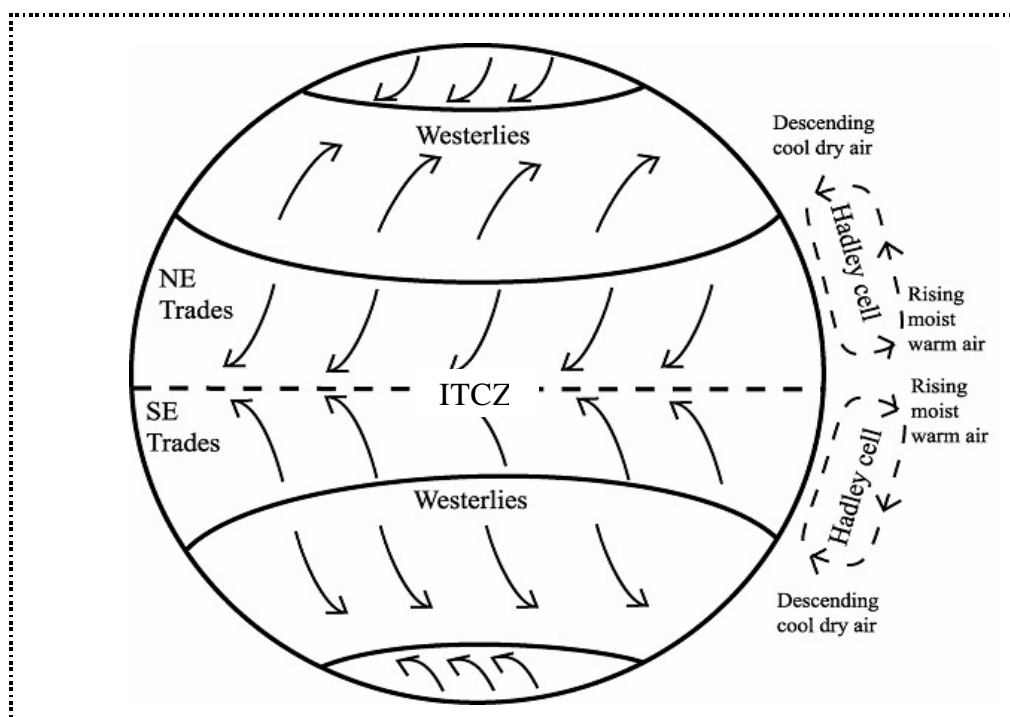 Westerlies
Descending
cool dry air
Hadley cell
NE
Trades
Rising
moist
warm air
ITCZ
SE
Trades
Rising
moist
warm air
Hadley cell
Westerlies
Descending
cool dry air